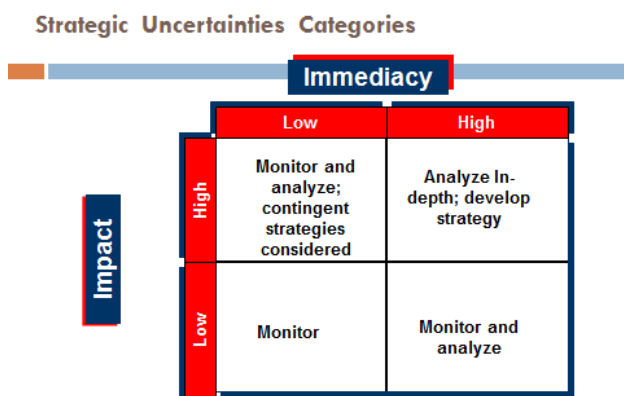 Strategic Uncertainties Categories
Immediacy
Low
High
Impact
High
Monitor and
analyze;
contingent
strategies
considered
Analyze In-
depth; develop
strategy
Low
Monitor
Monitor and
analyze